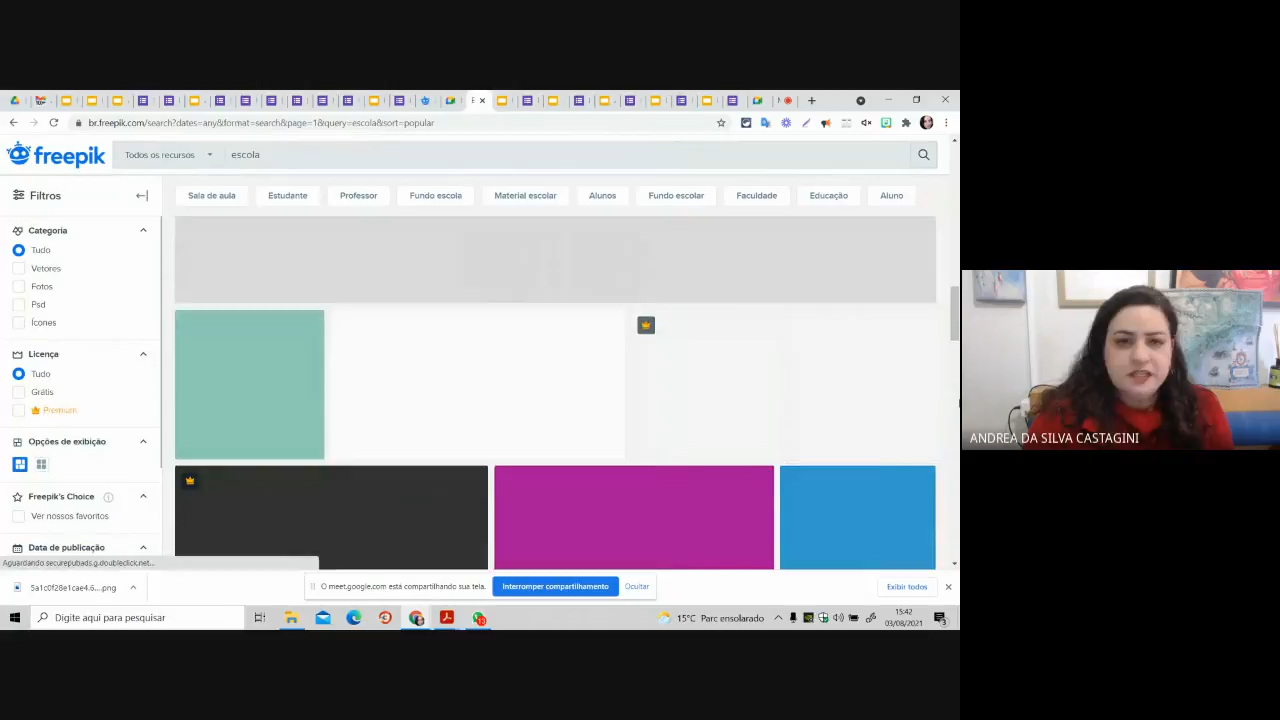 br.freepik.com/search?dates=any&format=search&page=1&query=escola&sort=popular
freepik
Todos os recursos
escola
Filtros
Sala de aula
Estudante
Professor
Fundo escola
Material escolar
Alunos
Fundo escolar
Faculdade
Educação
Aluno
Categoria
Tudo
Vetores
Fotos
Psd
Ícones
Licença
Tudo
Grátis
Premium
Opções de exibição
Freepik's Choice
Ver nossos favoritos
Data de publicação
Aguardando securepubads.g.doubleclick.net...
5a1c0f28e1cae4.6....png
O meet.google.com está compartilhando sua tela.
Interromper compartilhamento
Ocultar
Exibir todos
Digite aqui para pesquisar
15°C Parc ensolarado
15:42
03/08/2021
ANDREA DA SILVA CASTAGINI